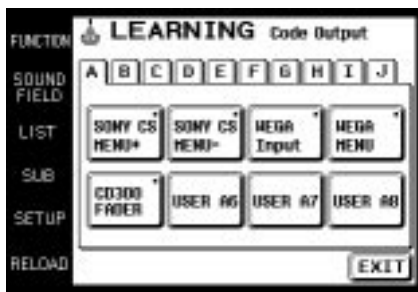 LEARNING Code Output
FUNCTION
SOUND FIELD
LIST
SUB
SETUP
RELOAD
A B C D E F G H I J
SONY CS MENU+
SONY CS MENU-
WEGA Input
WEGA MENU
CD300 FADER
USER A6
USER A7
USER A8
EXIT